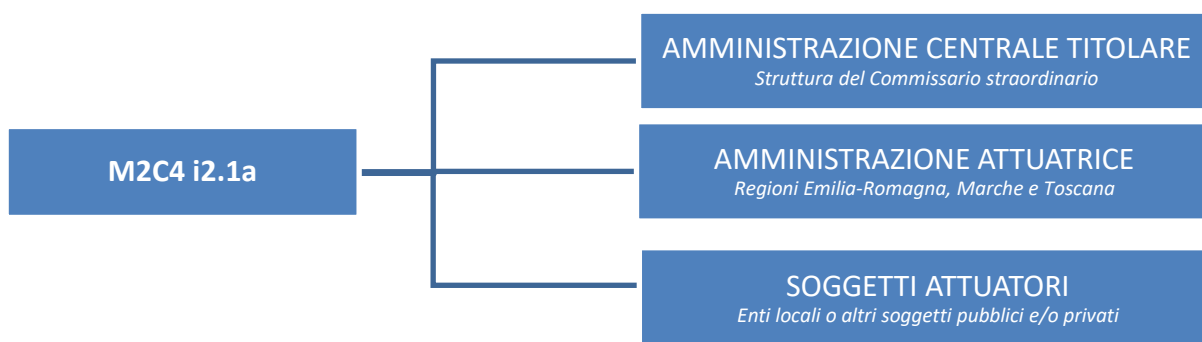 M2C4 i2.1a
AMMINISTRAZIONE CENTRALE TITOLARE
Struttura del Commissario straordinario
AMMINISTRAZIONE ATTUATRICE
Regioni Emilia-Romagna, Marche e Toscana
SOGGETTI ATTUATORI
Enti locali o altri soggetti pubblici e/o privati